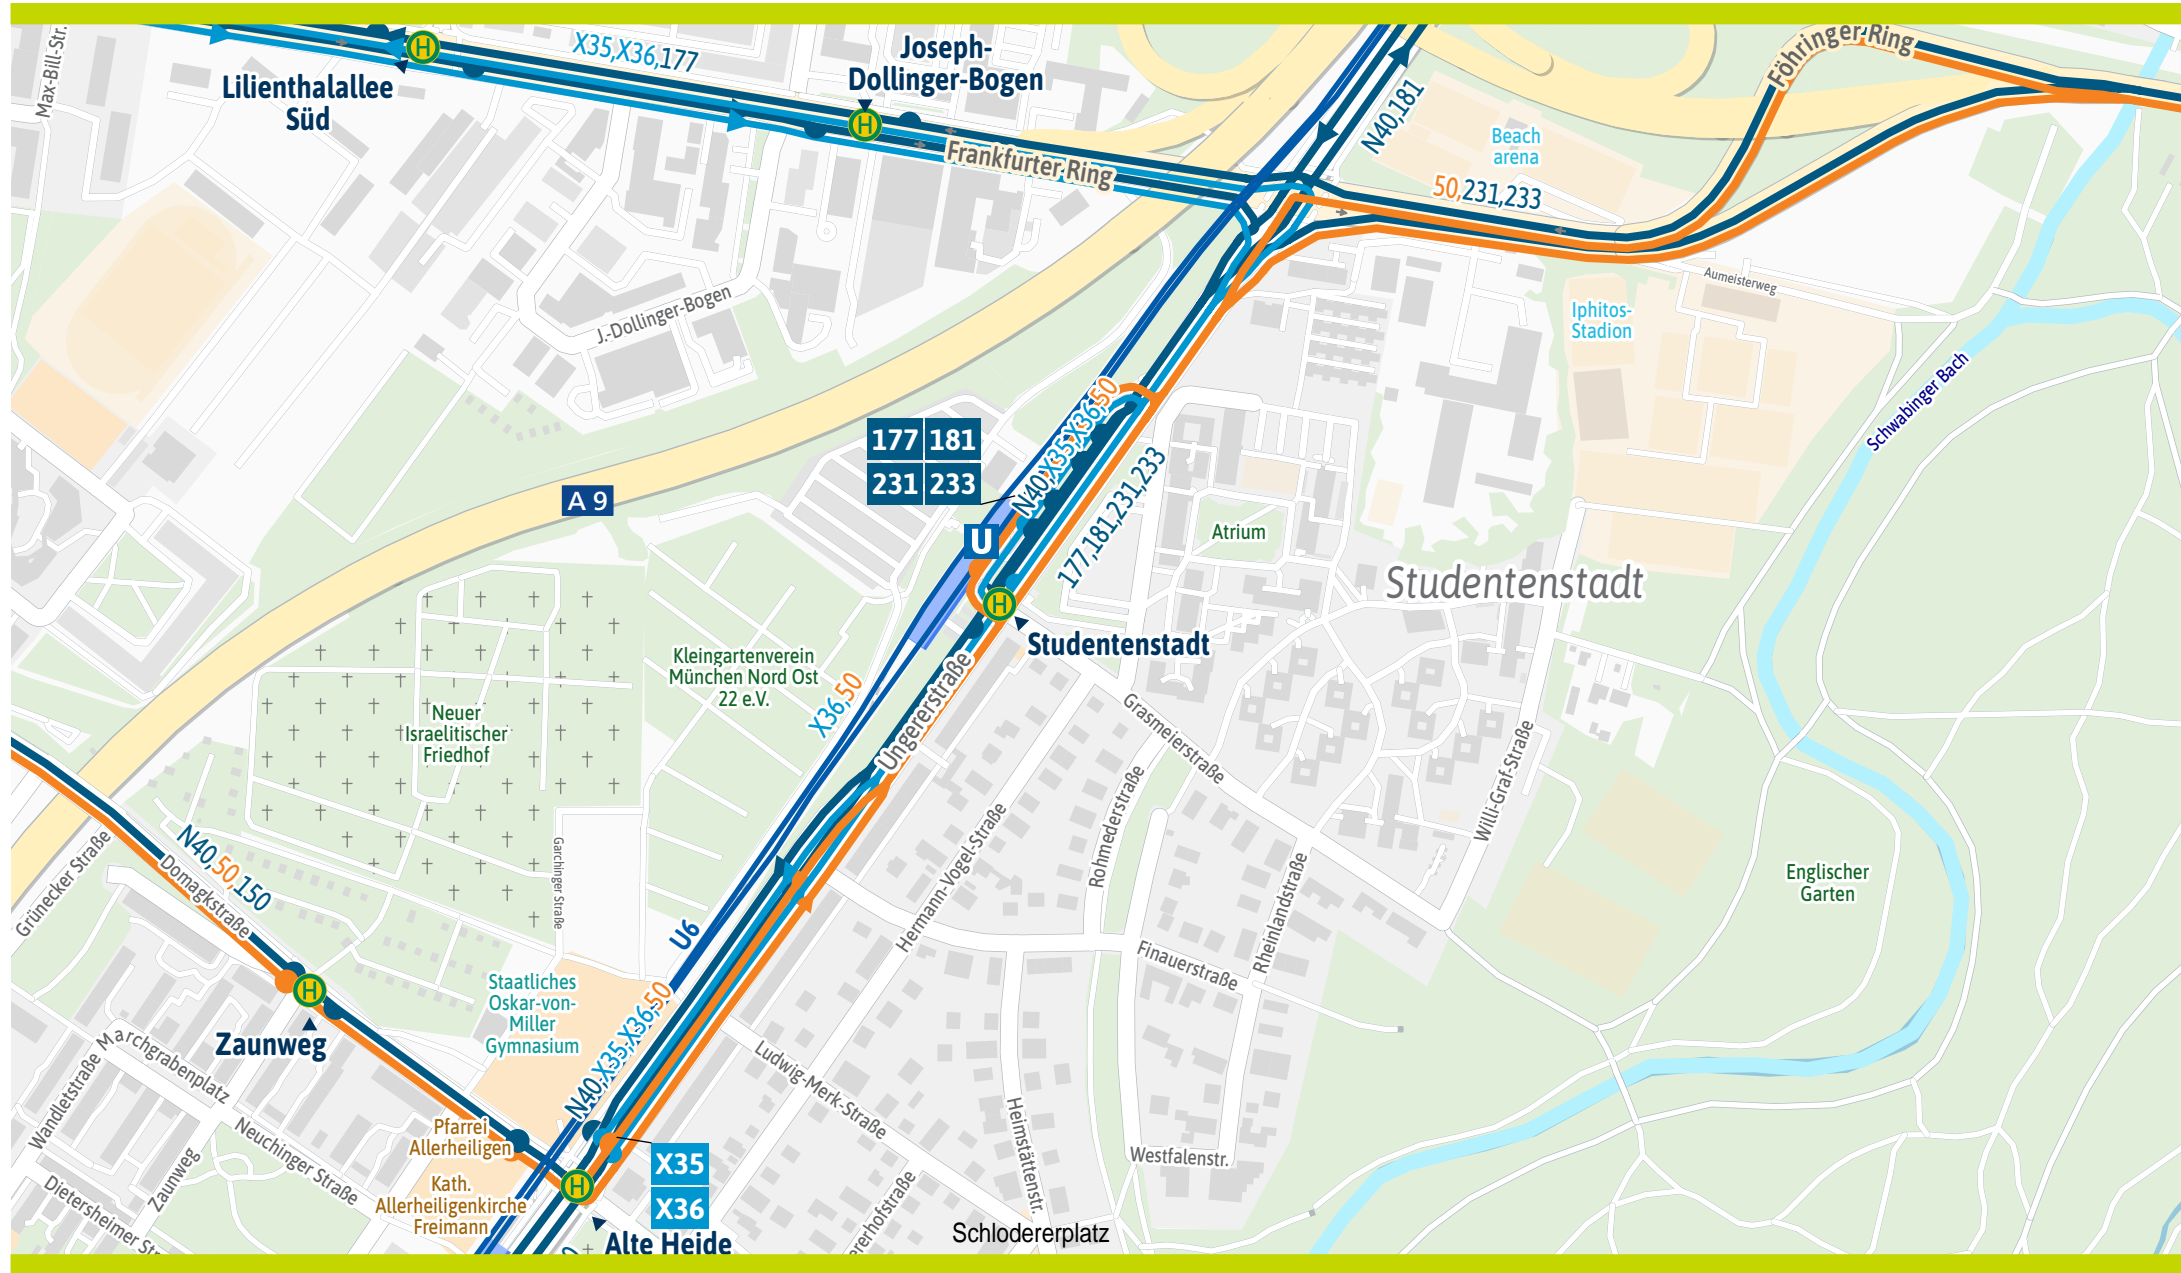 Max-Bill-Str.
Lilienthalallee
Süd
X35,X36,177
Joseph-
Dollinger-Bogen
Frankfurter Ring
N40,181
Föhringer Ring
Beach
arena
50,231,233
Aumeisterweg
Iphitos-
Stadion
Schwabinger Bach
J.-Dollinger-Bogen
A 9
177 181
231 233
N40,X35,X36,50
177,181,231,233
U
Atrium
Studentenstadt
Studentenstadt
Kleingartenverein
München Nord Ost
22 e.V.
X36,50
Ungererstraße
Neuer
Israelitischer
Friedhof
Grasmeierstraße
Willi-Graf-Straße
Rohmederstraße
Hermann-Vogel-Straße
Rheinlandstraße
Englischer
Garten
Finauerstraße
Garchinger Straße
Grünecker Straße
N40,50,150
Domagkstraße
U6
Staatliches
Oskar-von-
Miller
Gymnasium
N40,X35,X36,50
Zaunweg
Marchgrabenplatz
Wandletstraße
Neuchinger Straße
Zaunweg
Dietersheimer Str
Pfarrei
Allerheiligen
Kath.
Allerheiligenkirche
Freimann
X35
X36
Alte Heide
Ludwig-Merk-Straße
Heimstättenstr.
Westfalenstr.
ererhofstraße
Schlodererplatz